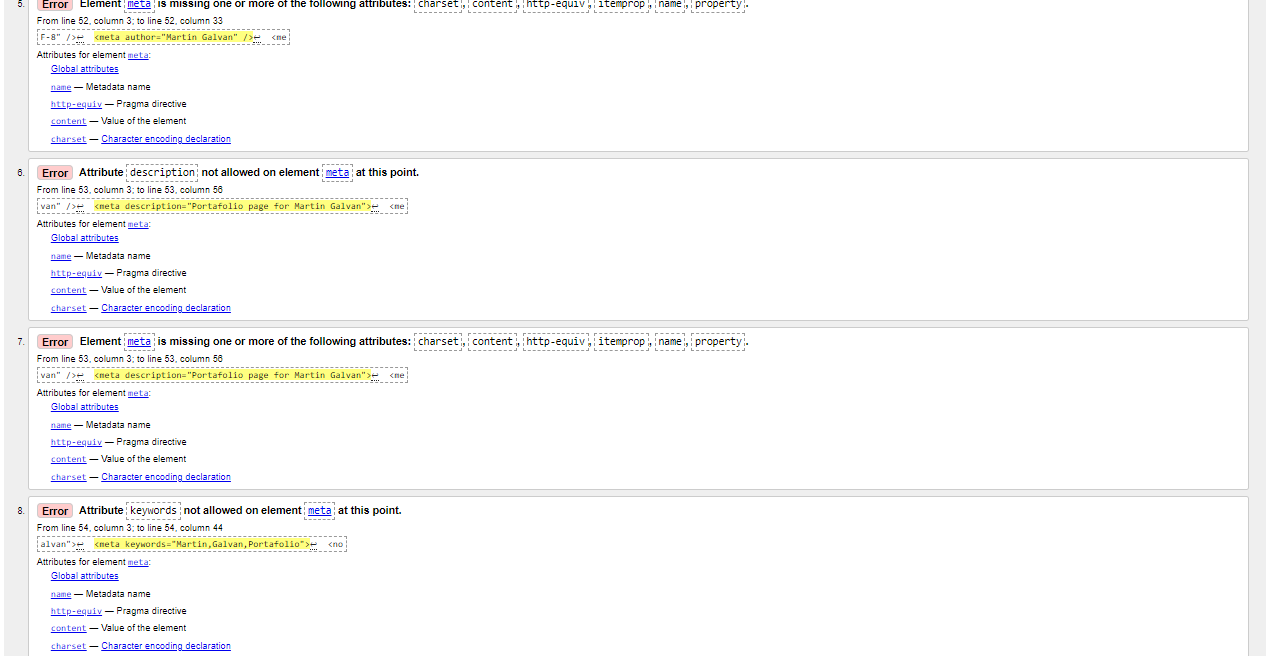 5. Error Element meta is missing one or more of the following attributes: charset, content, http-equiv, itemprop, name, property.
From line 52, column 3; to line 52, column 33
F-8" />↩  <meta author="Martin Galvan" />↩  <me
Attributes for element meta:
Global attributes
name — Metadata name
http-equiv — Pragma directive
content — Value of the element
charset — Character encoding declaration
6. Error Attribute description not allowed on element meta at this point.
From line 53, column 3; to line 53, column 56
van" />↩  <meta description="Portafolio page for Martin Galvan">↩  <me
Attributes for element meta:
Global attributes
name — Metadata name
http-equiv — Pragma directive
content — Value of the element
charset — Character encoding declaration
7. Error Element meta is missing one or more of the following attributes: charset, content, http-equiv, itemprop, name, property.
From line 53, column 3; to line 53, column 56
van" />↩  <meta description="Portafolio page for Martin Galvan">↩  <me
Attributes for element meta:
Global attributes
name — Metadata name
http-equiv — Pragma directive
content — Value of the element
charset — Character encoding declaration
8. Error Attribute keywords not allowed on element meta at this point.
From line 54, column 3; to line 54, column 44
alvan">↩  <meta keywords="Martin,Galvan,Portafolio">↩  <no
Attributes for element meta:
Global attributes
name — Metadata name
http-equiv — Pragma directive
content — Value of the element
charset — Character encoding declaration